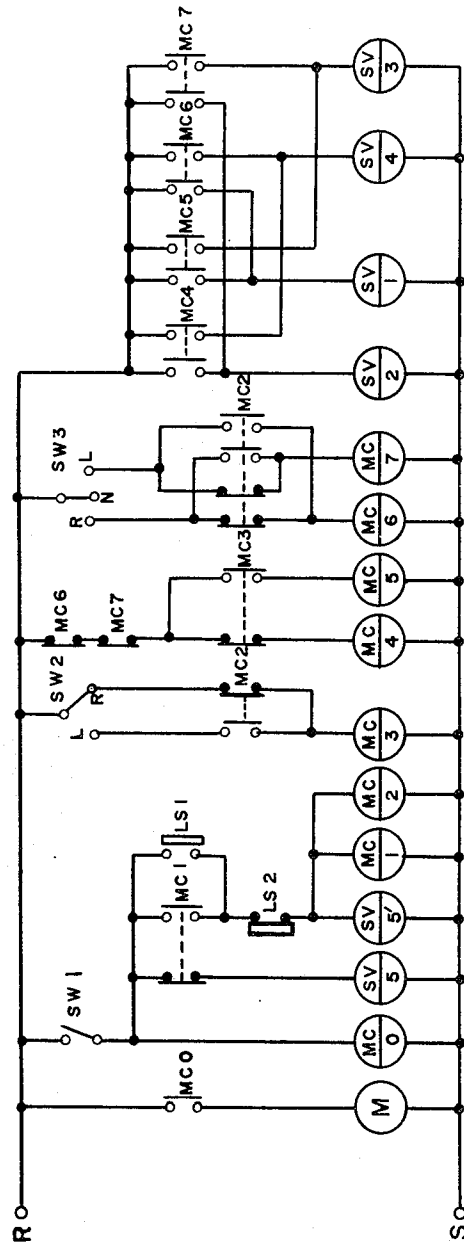 R
SW1
SW2
L
R
MC6
MC7
SW3
R
N
L
MC0
MC1
LS1
LS2
MC2
MC3
MC2
MC4
MC5
MC6
MC7
M
MC 0
SV 5
SV 5'
MC 1
MC 2
MC 3
MC 4
MC 5
MC 6
MC 7
SV 2
SV 1
SV 4
SV 3
S